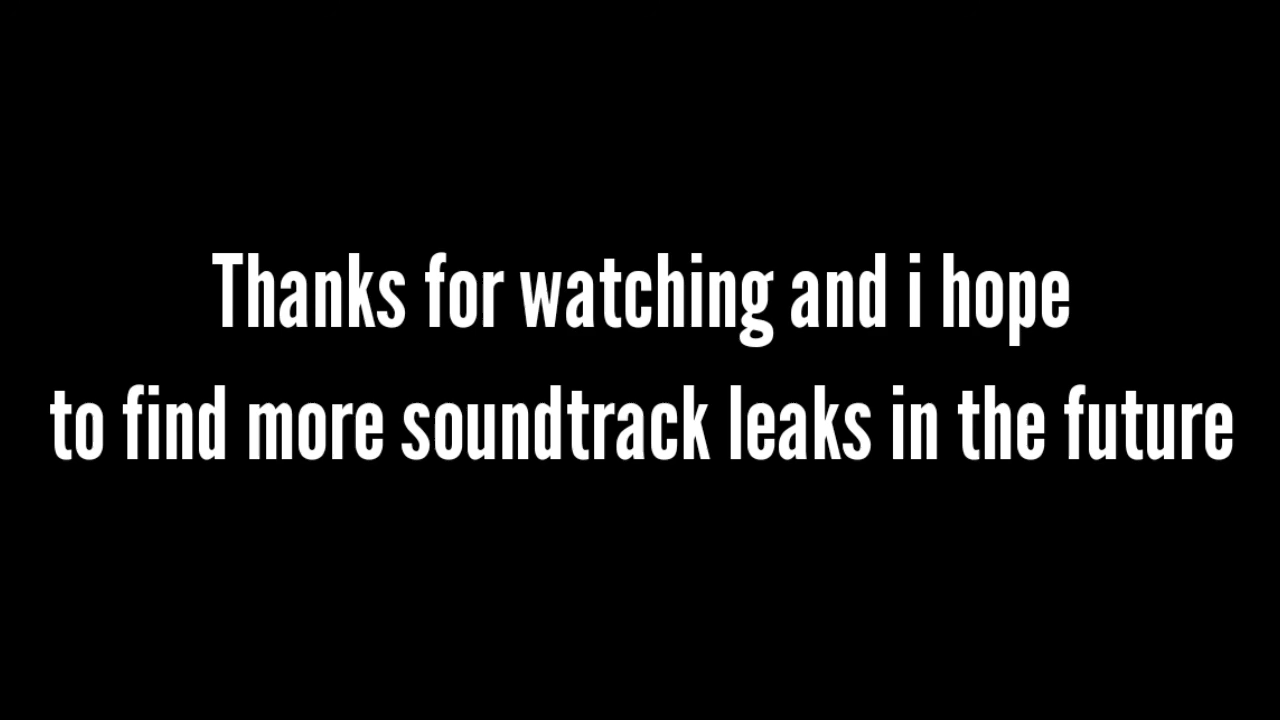 Thanks for watching and i hope
to find more soundtrack leaks in the future